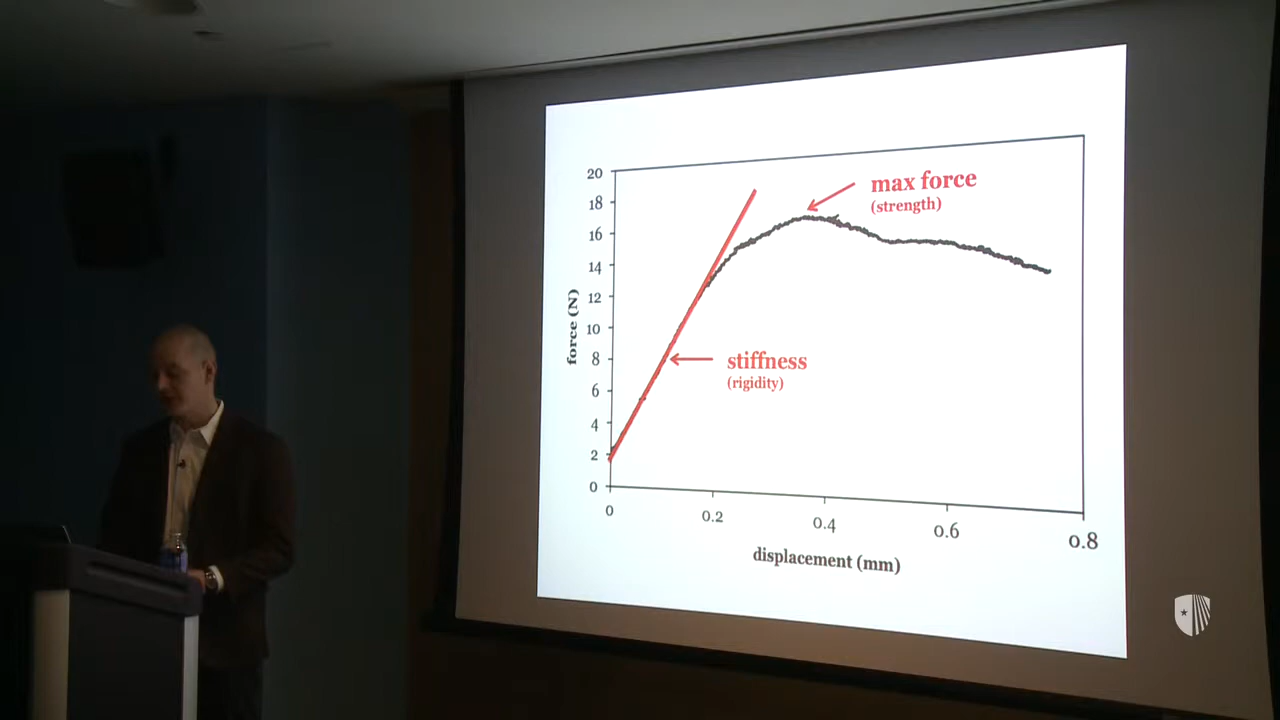 20
18
16
14
12
10
8
6
4
2
0
force (N)
max force
(strength)
stiffness
(rigidity)
0
0.2
0.4
0.6
0.8
displacement (mm)